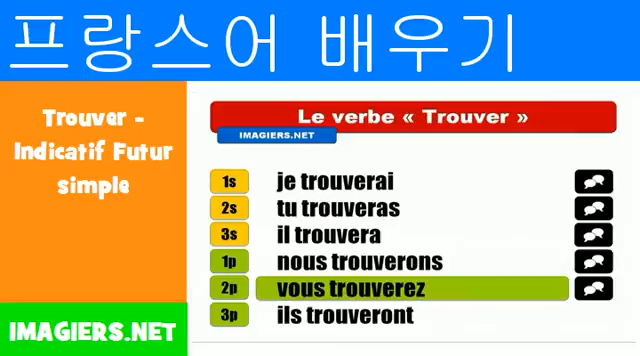 프랑스어 배우기
Trouver -
Indicatif Futur
simple
IMAGIERS.NET
Le verbe « Trouver »
IMAGIERS.NET
1s je trouverai
2s tu trouveras
3s il trouvera
1p nous trouverons
2p vous trouverez
3p ils trouveront